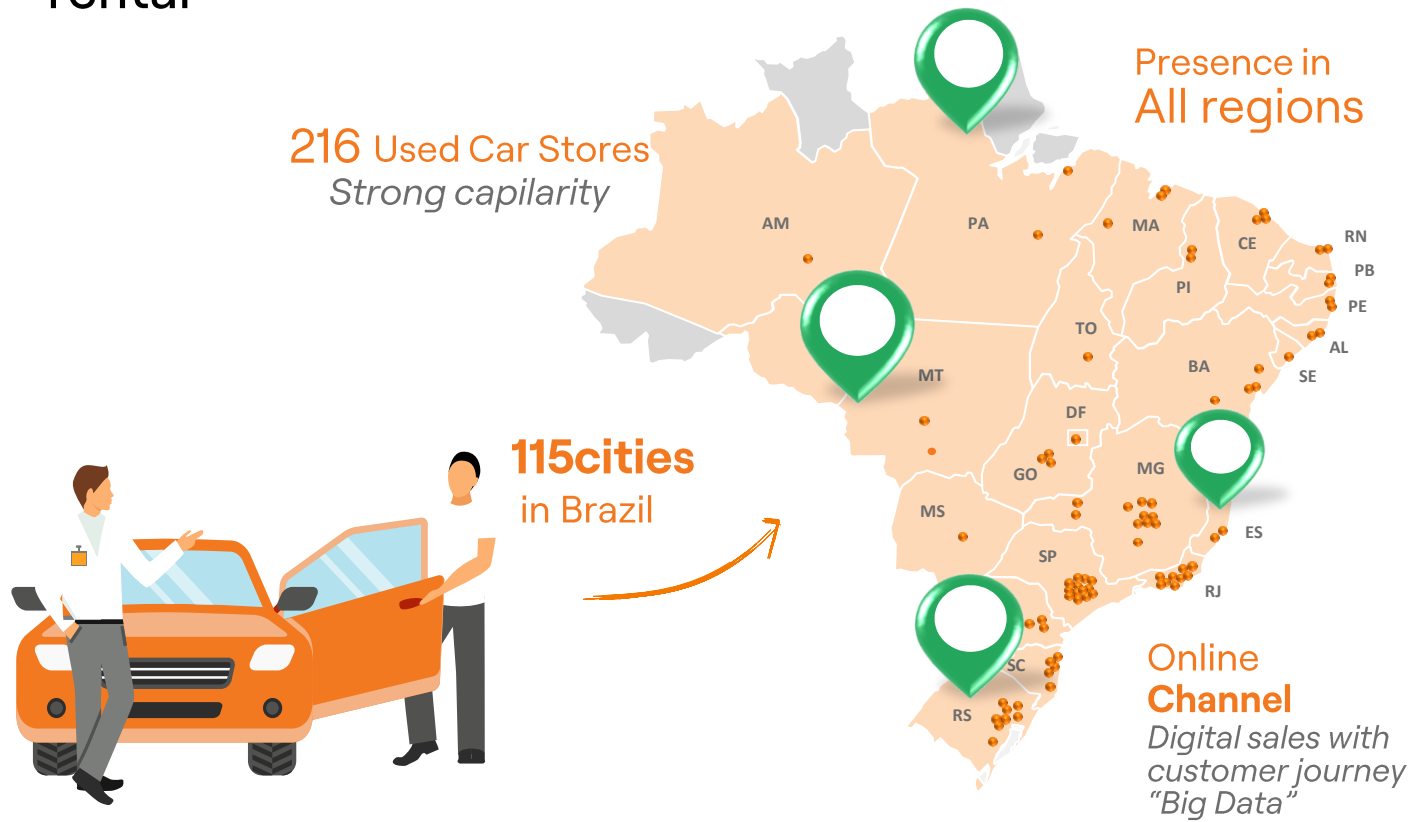 216 Used Car Stores
Strong capilarity
Presence in
All regions
115cities
in Brazil
AM
PA
MA
CE
RN
PB
PE
PI
TO
AL
BA
SE
MT
DF
GO
MG
MS
ES
SP
RJ
SC
RS
Online
Channel
Digital sales with
customer journey
“Big Data”